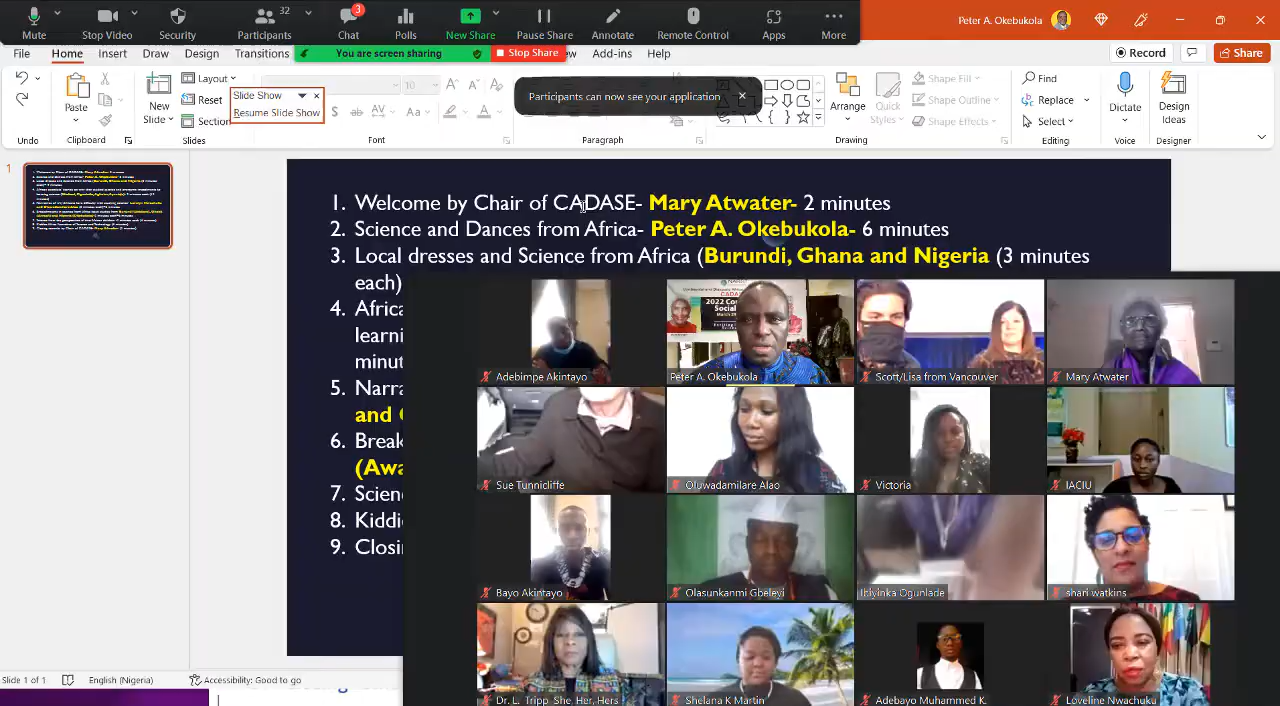 32
3
Peter A. Okebukola
Mute
Stop Video
Security
Participants
Chat
Polls
New Share
Pause Share
Annotate
Remote Control
Apps
More
File
Home
Insert
Draw
Design
Transitions
You are screen sharing
Stop Share
Add-ins
Help
Record
Share
Paste
New
Slide
Layout
Reset
Section
Slide Show
Resume Slide Show
10
Participants can now see your application
Arrange
Quick
Styles
Shape Fill
Shape Outline
Shape Effects
Find
Replace
Select
Dictate
Design
Ideas
Undo
Clipboard
Slides
Font
Paragraph
Drawing
Editing
Voice
Designer
1
1. Welcome by Chair of CADASE- Mary Atwater- 2 minutes
2. Science and Dances from Africa- Peter A. Okebukola- 6 minutes
3. Local dresses and Science from Africa (Burundi, Ghana and Nigeria (3 minutes
each)
4. Africa
learni
minut
5. Narra
and
6. Break
(Awa
7. Scien
8. Kiddi
9. Closi
Adebimpe Akintayo
Peter A. Okebukola
Scott/Lisa from Vancouver
Mary Atwater
Sue Tunnicliffe
Oluwadamilare Alao
Victoria
IACIU
Bayo Akintayo
Olasunkanmi Gbeleyi
Ibiyinka Ogunlade
shari watkins
Dr. L. Tripp_She_Her, Hers
Shelana K Martin
Adebayo Muhammed K.
Loveline Nwachuku
Slide 1 of 1
English (Nigeria)
Accessibility: Good to go